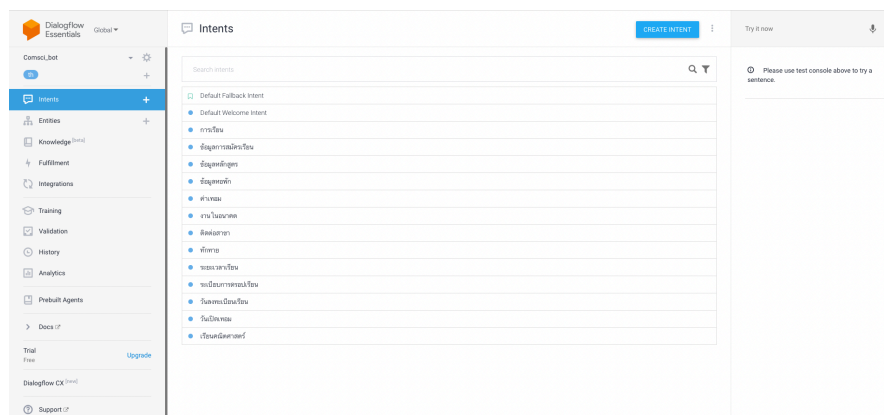 Dialogflow
Essentials
Global
Comsci_bot
th
Intents
Entities
Knowledge [beta]
Fulfillment
Integrations
Training
Validation
History
Analytics
Prebuilt Agents
Docs
Trial
Free
Upgrade
Dialogflow CX [new]
Support
Intents
CREATE INTENT
Search intents
Default Fallback Intent
Default Welcome Intent
การเรียน
ข้อมูลการสมัครเรียน
ข้อมูลหลักสูตร
ข้อมูลหอพัก
ค่าเทอม
งานในอนาคต
ติดต่อสาขา
ทักทาย
ระยะเวลาเรียน
ระเบียบการดรอปเรียน
วันลงทะเบียนเรียน
วันเปิดเทอม
เรียนคณิตศาสตร์
Try it now
Please use test console above to try a
sentence.